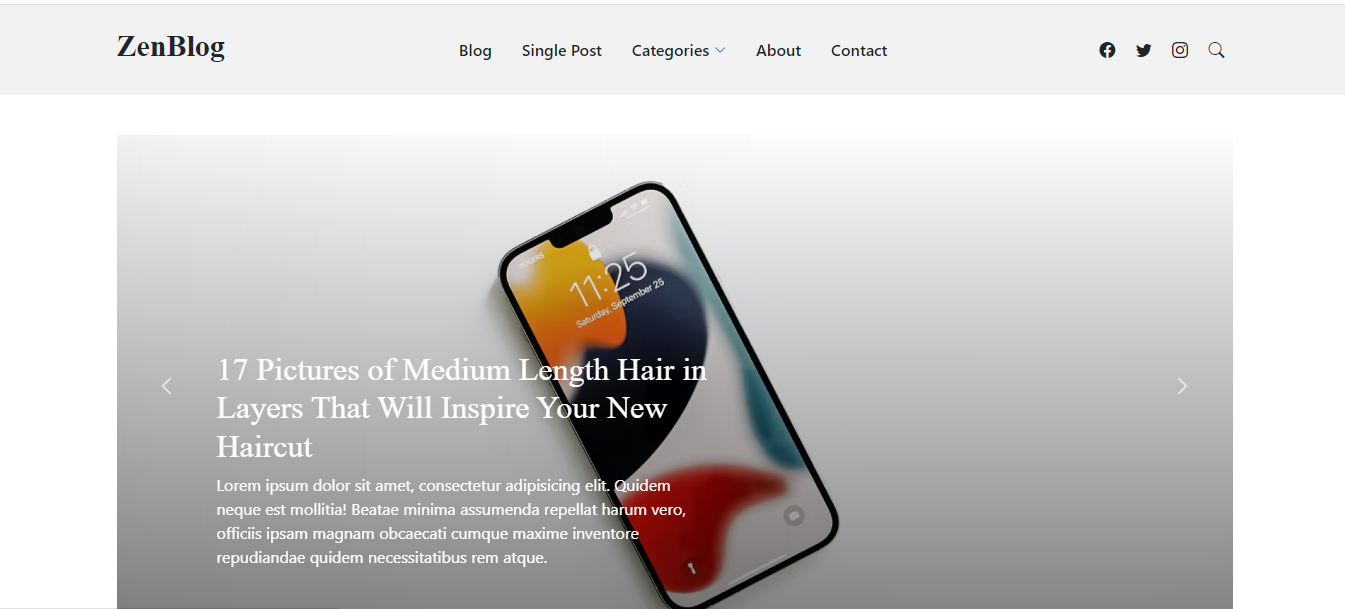 ZenBlog
Blog Single Post Categories About Contact
ROGERS
11:25
Saturday, September 25
17 Pictures of Medium Length Hair in
Layers That Will Inspire Your New
Haircut
Lorem ipsum dolor sit amet, consectetur adipisicing elit. Quidem
neque est mollitia! Beatae minima assumenda repellat harum vero,
officiis ipsam magnam obcaecati cumque maxime inventore
repudiandae quidem necessitatibus rem atque.